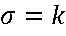 σ = k